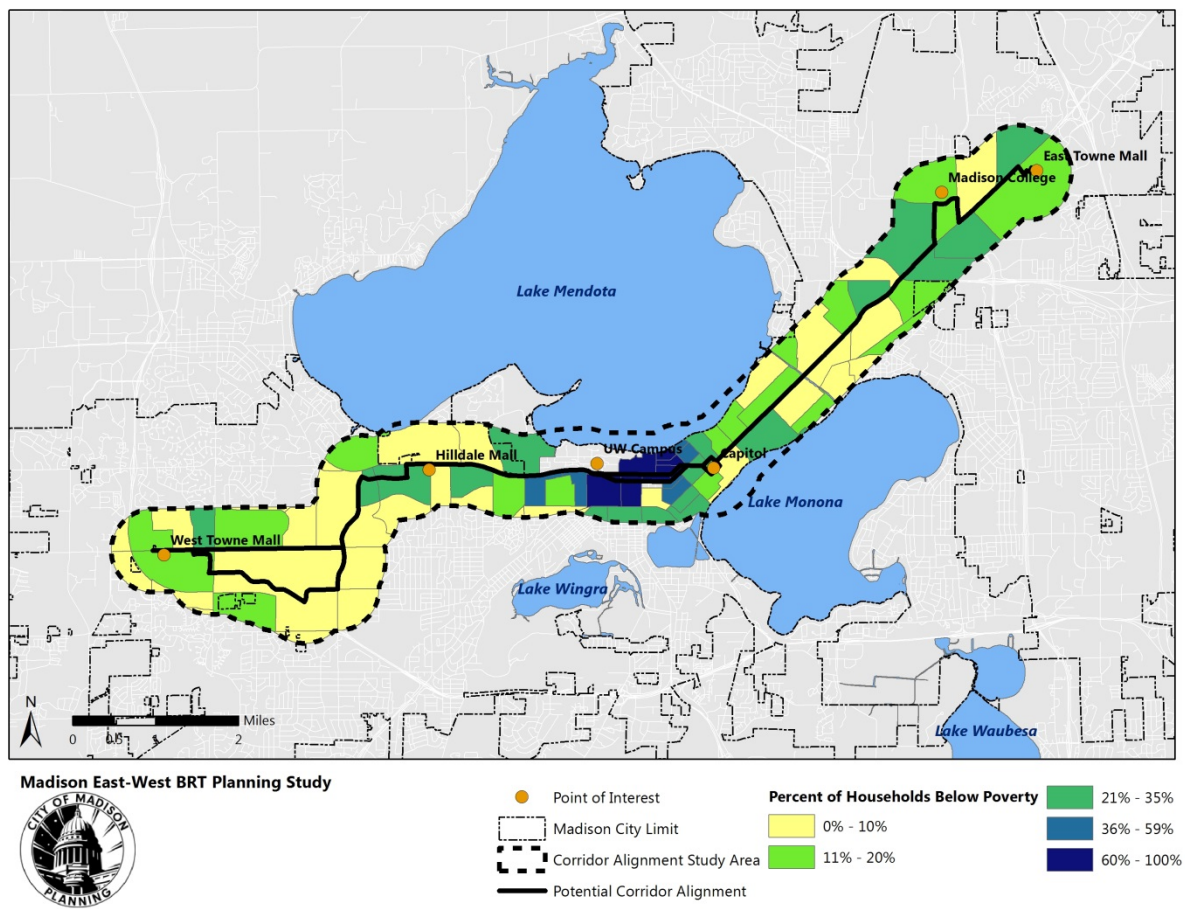 East Towne Mall
Madison College
Lake Mendota
UW Campus
Hilldale Mall
Capitol
Lake Monona
West Towne Mall
Lake Wingra
N
Miles
0 0.5 1 2
Lake Waubesa
Madison East-West BRT Planning Study
CITY OF MADISON
PLANNING
Point of Interest
Madison City Limit
Corridor Alignment Study Area
Potential Corridor Alignment
Percent of Households Below Poverty
0% - 10%
11% - 20%
21% - 35%
36% - 59%
60% - 100%